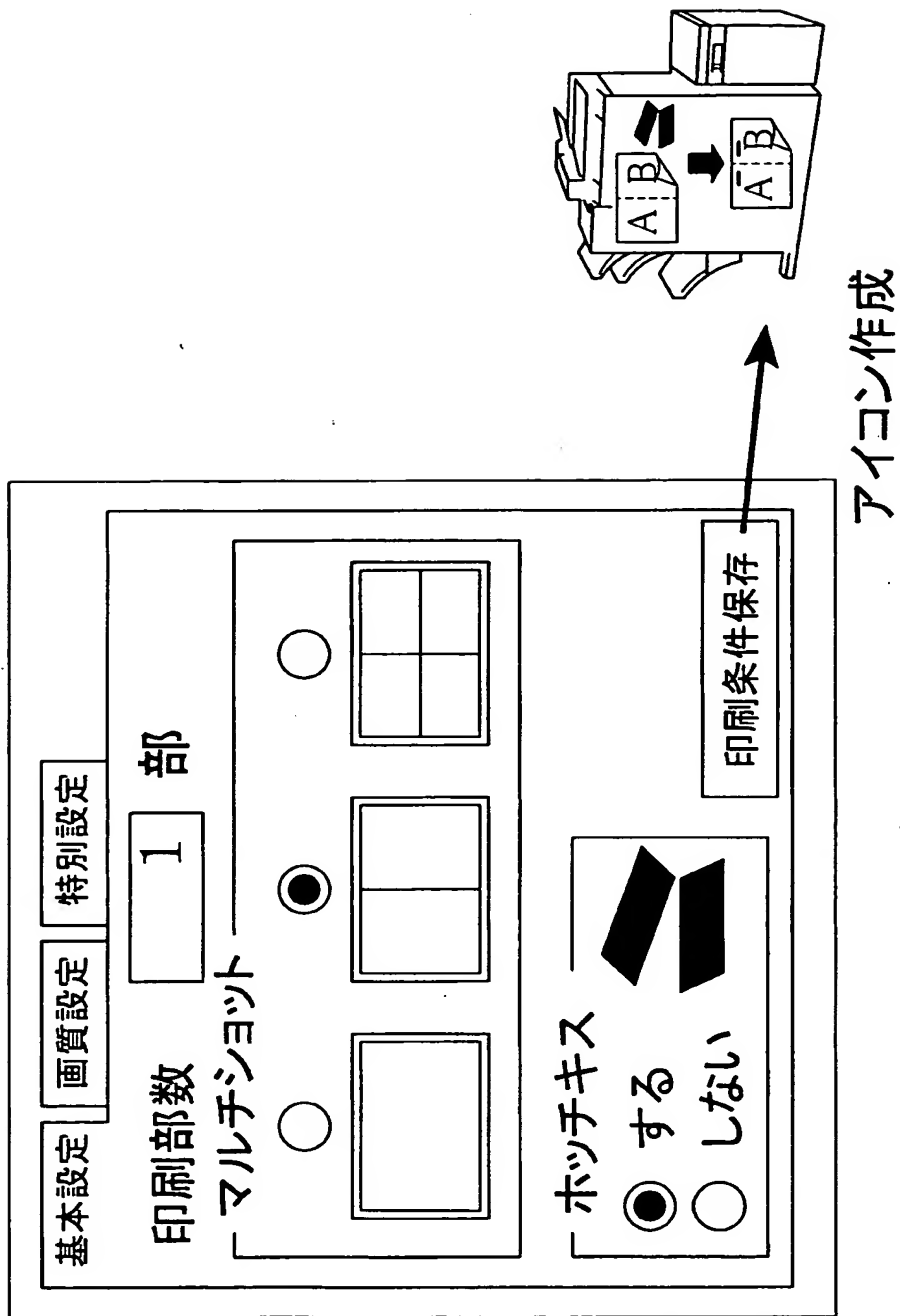 基本設定 画質設定 特別設定
印刷部数 1 部
マルチショット
ホッチキス
する
しない
印刷条件保存
A B
A B
アイコン作成